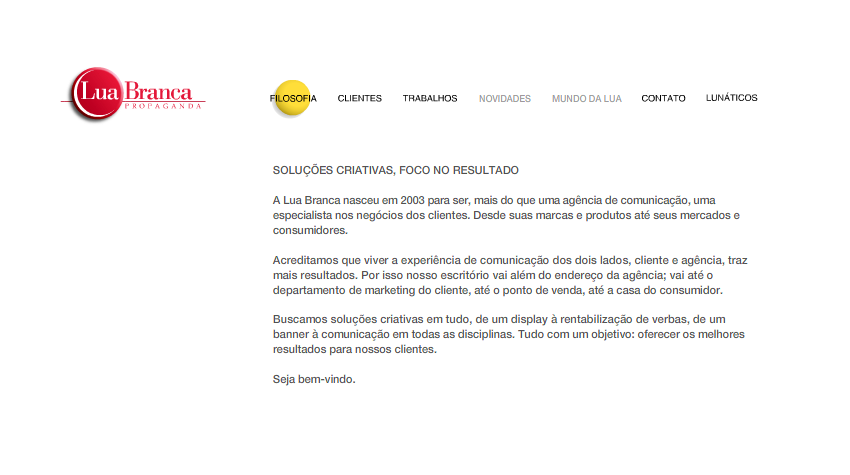 Lua Branca
PROPAGANDA
FILOSOFIA CLIENTES TRABALHOS NOVIDADES MUNDO DA LUA CONTATO LUNÁTICOS
SOLUÇÕES CRIATIVAS, FOCO NO RESULTADO
A Lua Branca nasceu em 2003 para ser, mais do que uma agência de comunicação, uma
especialista nos negócios dos clientes. Desde suas marcas e produtos até seus mercados e
consumidores.
Acreditamos que viver a experiência de comunicação dos dois lados, cliente e agência, traz
mais resultados. Por isso nosso escritório vai além do endereço da agência; vai até o
departamento de marketing do cliente, até o ponto de venda, até a casa do consumidor.
Buscamos soluções criativas em tudo, de um display à rentabilização de verbas, de um
banner à comunicação em todas as disciplinas. Tudo com um objetivo: oferecer os melhores
resultados para nossos clientes.
Seja bem-vindo.